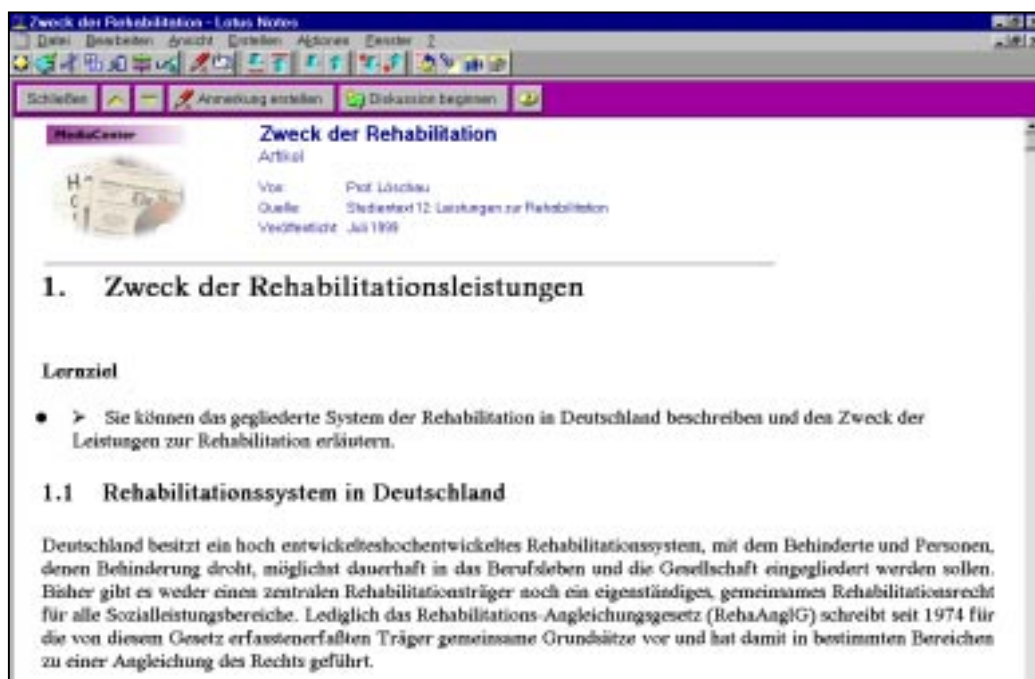 Zweck der Rehabilitation - Lotus Notes
Datei Bearbeiten Ansicht Erstellen Aktionen Fenster ?
Schließen Anmerkung erstellen Diskussion beginnen
MediaCenter
Zweck der Rehabilitation
Artikel
Von: Prof. Löschau
Quelle: Studientext 12: Leistungen zur Rehabilitation
Veröffentlicht: Juli 1999
1. Zweck der Rehabilitationsleistungen
Lernziel
● ➢ Sie können das gegliederte System der Rehabilitation in Deutschland beschreiben und den Zweck der
Leistungen zur Rehabilitation erläutern.
1.1 Rehabilitationssystem in Deutschland
Deutschland besitzt ein hoch entwickelteshochentwickeltes Rehabilitationssystem, mit dem Behinderte und Personen,
denen Behinderung droht, möglichst dauerhaft in das Berufsleben und die Gesellschaft eingegliedert werden sollen.
Bisher gibt es weder einen zentralen Rehabilitationsträger noch ein eigenständiges, gemeinsames Rehabilitationsrecht
für alle Sozialleistungsbereiche. Lediglich das Rehabilitations-Angleichungsgesetz (RehaAnglG) schreibt seit 1974 für
die von diesem Gesetz erfasstenerfaßten Träger gemeinsame Grundsätze vor und hat damit in bestimmten Bereichen
zu einer Angleichung des Rechts geführt.